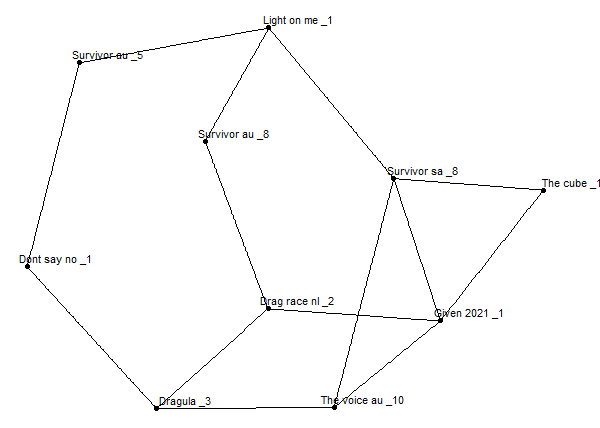 Light on me _1
Survivor au _5
Survivor au _8
Survivor sa _8
The cube _1
Dont say no _1
Drag race nl _2
Given 2021 _1
Dragula _3
The voice au _10